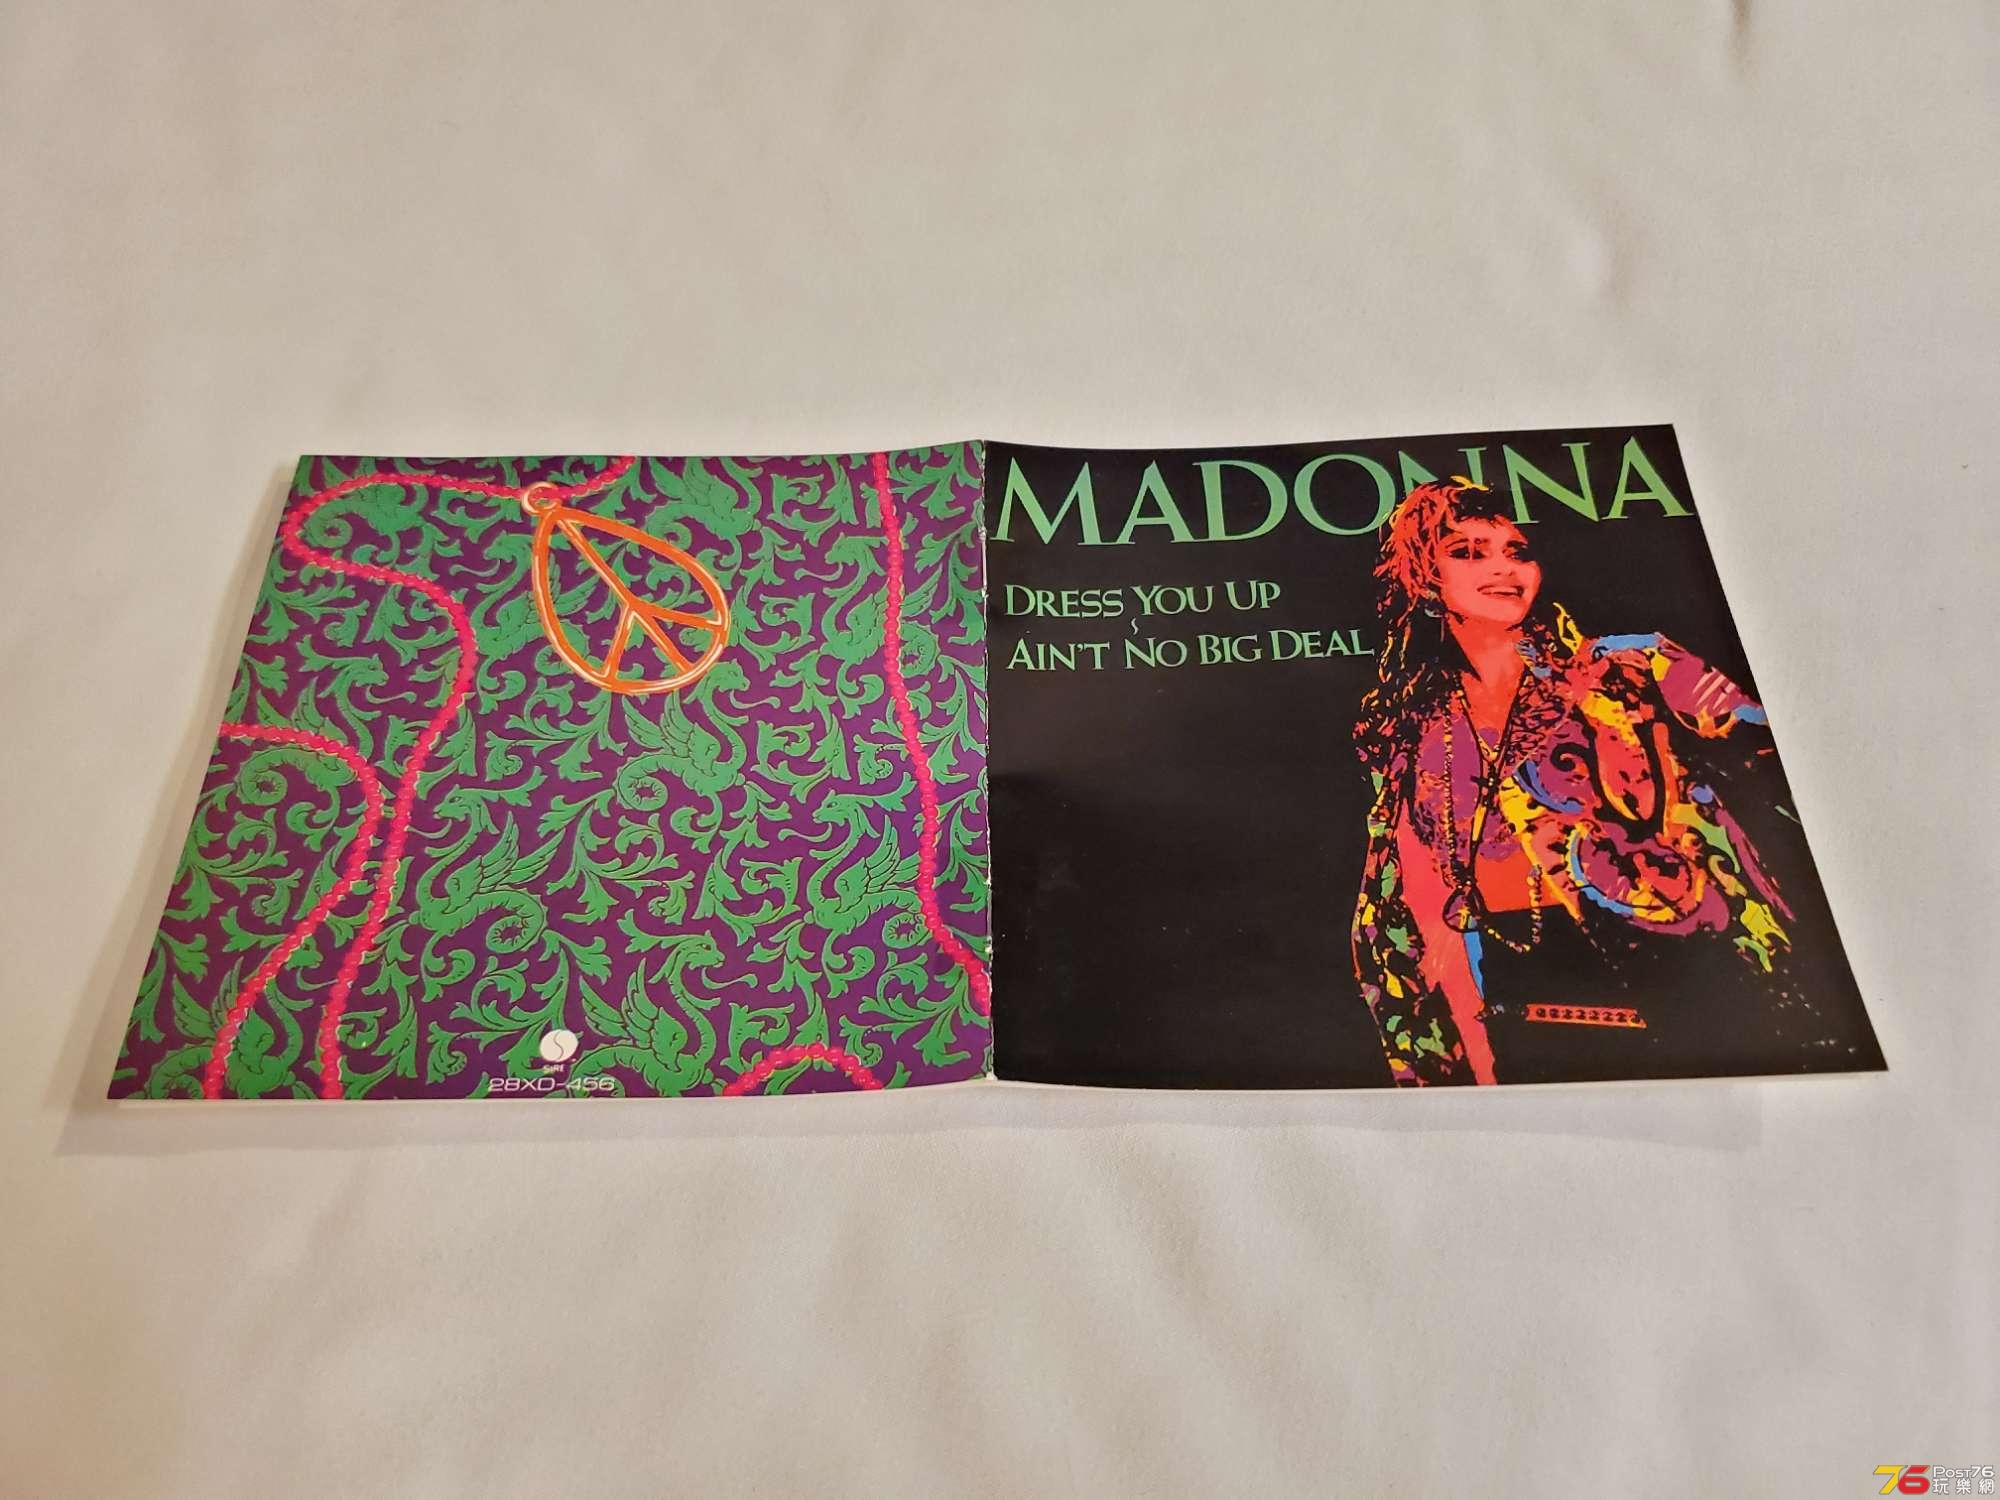 MADONNA
DRESS YOU UP
AIN'T NO BIG DEAL
SIRE
28XD-456
76 POST76
玩樂網